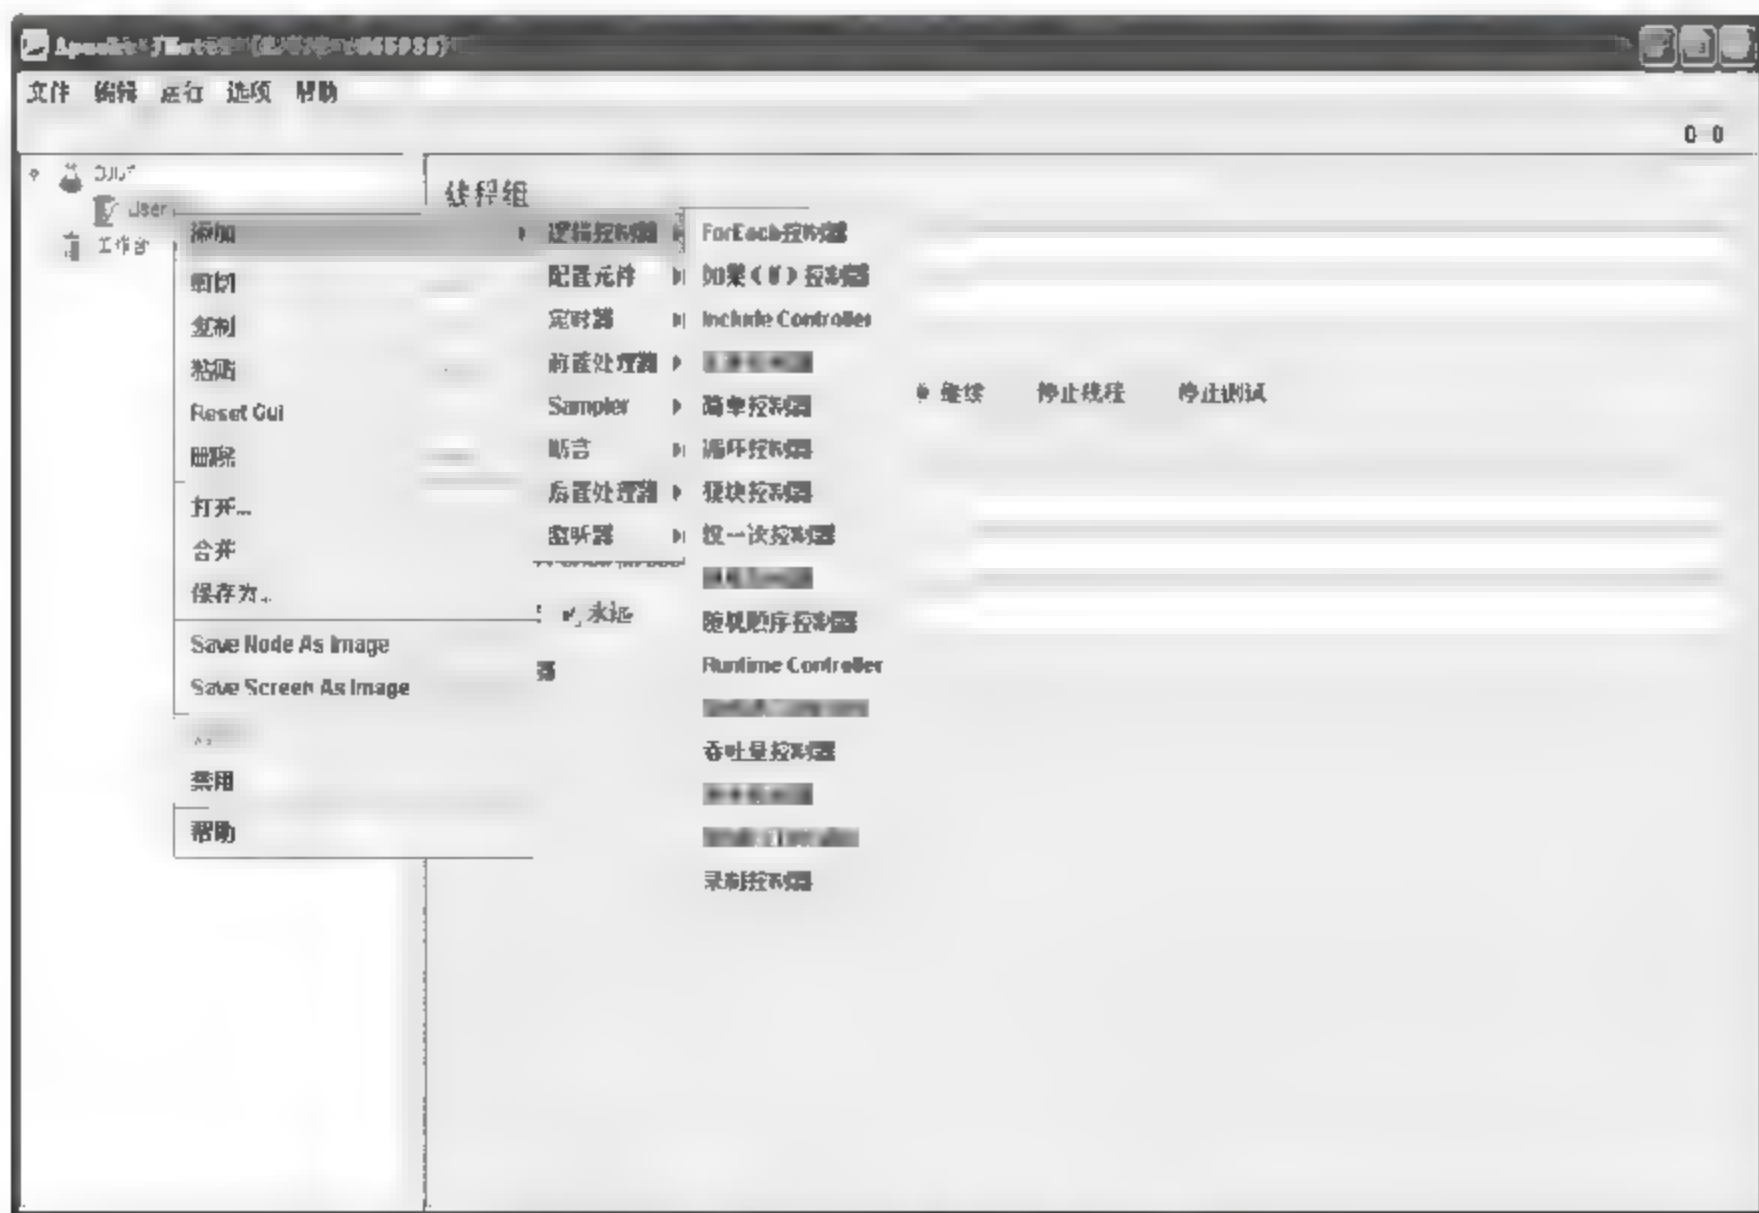 Apache JMeter
文件 编辑 运行 选项 帮助
0 0
线程组
User
工作台
添加 逻辑控制器 ForEach控制器
剪切 配置元件 如果（If）控制器
复制 定时器 Include Controller
粘贴 前置处理器
继续 停止线程 停止测试
Reset Gui Sampler 简单控制器
删除 断言 循环控制器
打开... 后置处理器 模块控制器
合并 监听器 仅一次控制器
保存为...
永远 随机顺序控制器
Save Node As Image
Runtime Controller
Save Screen As Image
吞吐量控制器
禁用
帮助
录制控制器